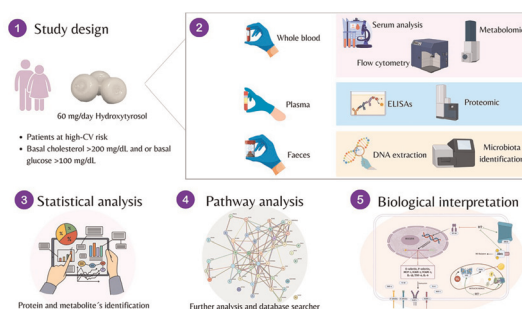 1 Study design
60 mg/day Hydroxytyrosol
• Patients at high-CV risk
• Basal cholesterol >200 mg/dL and or basal
glucose >100 mg/dL
2
Whole blood
Serum analysis
Metabolomic
Flow cytometry
Plasma
ELISAs
Proteomic
Faeces
DNA extraction
Microbiota
identification
3 Statistical analysis
Protein and metabolite´s identification
4 Pathway analysis
Further analysis and database searcher
5 Biological interpretation